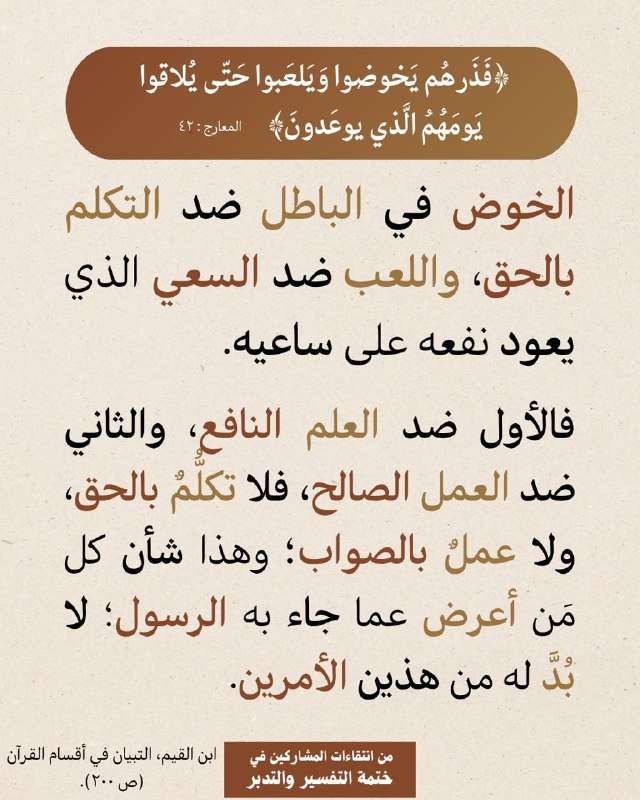 ﴿فَذَرهُم يَخوضوا وَيَلعَبوا حَتّى يُلاقوا
يَومَهُمُ الَّذي يوعَدونَ﴾ المعارج: ٤٢
الخوض في الباطل ضد التكلم
بالحق، واللعب ضد السعي الذي
يعود نفعه على ساعيه.
فالأول ضد العلم النافع، والثاني
ضد العمل الصالح، فلا تكلُّمٌ بالحق،
ولا عملٌ بالصواب؛ وهذا شأن كل
مَن أعرض عما جاء به الرسول؛ لا
بُدَّ له من هذين الأمرين.
من انتقاءات المشاركين في
ختمة التفسير والتدبر
ابن القيم، التبيان في أقسام القرآن
(ص ٢٠٠).